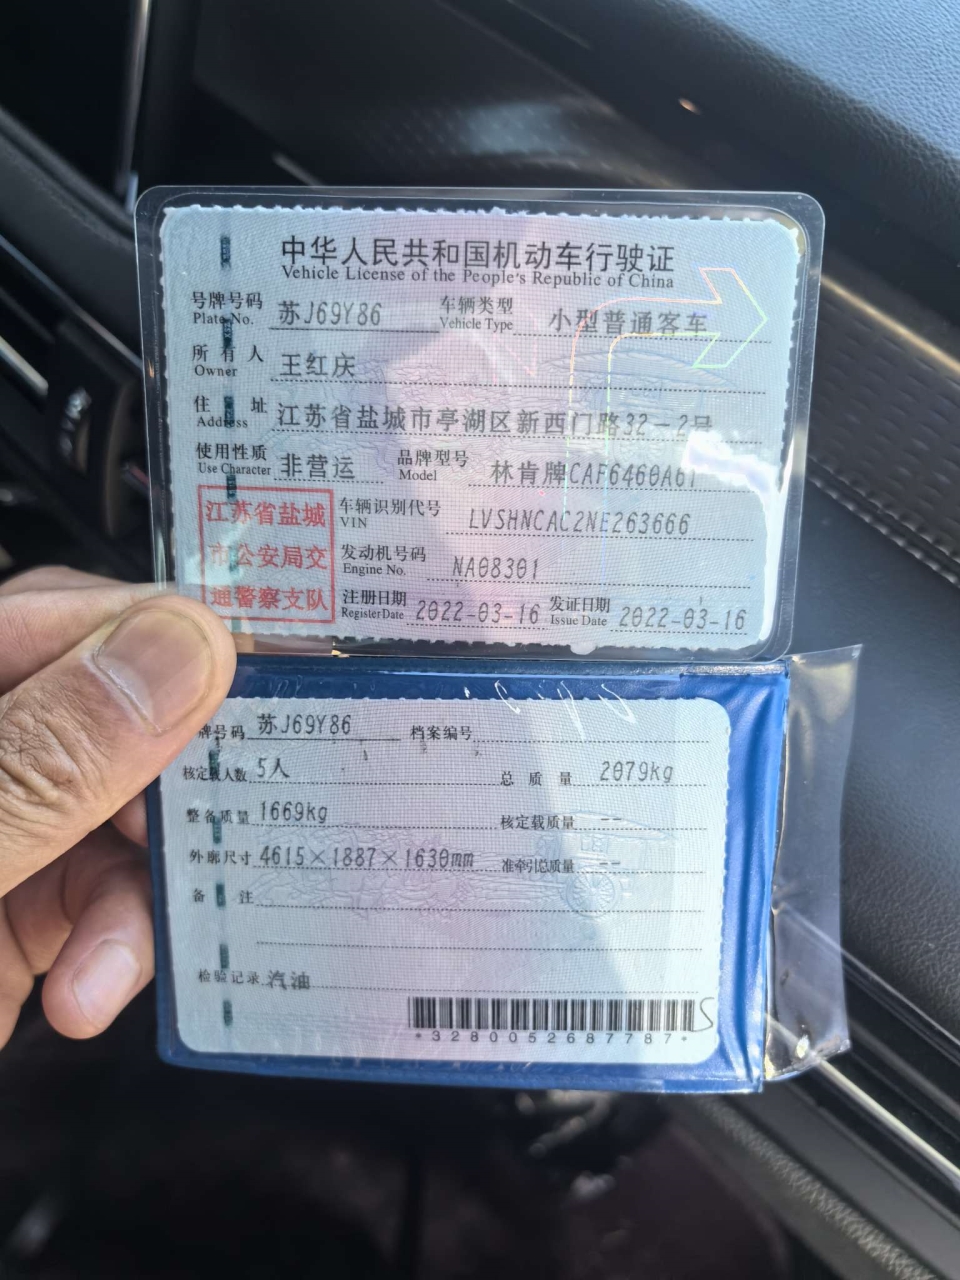 中华人民共和国机动车行驶证
Vehicle License of the People's Republic of China
号牌号码 苏J69Y86 车辆类型 小型普通客车
Plate No. Vehicle Type
所有人 王红庆
Owner
住址 江苏省盐城市亭湖区新西门路32-2号
Address
使用性质 非营运 品牌型号 林肯牌CAF6460A61
Use Character Model
江苏省盐城
市公安局交
通警察支队
车辆识别代号 LVSHNCAC2NE263666
VIN
发动机号码 NA08301
Engine No.
注册日期 2022-03-16 发证日期 2022-03-16
Register Date Issue Date
牌号码 苏J69Y86 档案编号
核定载人数 5人 总质量 2079kg
整备质量 1669kg 核定载质量 --
外廓尺寸 4615×1887×1630mm 准牵引总质量 --
备注
检验记录 汽油
*3280052687787*